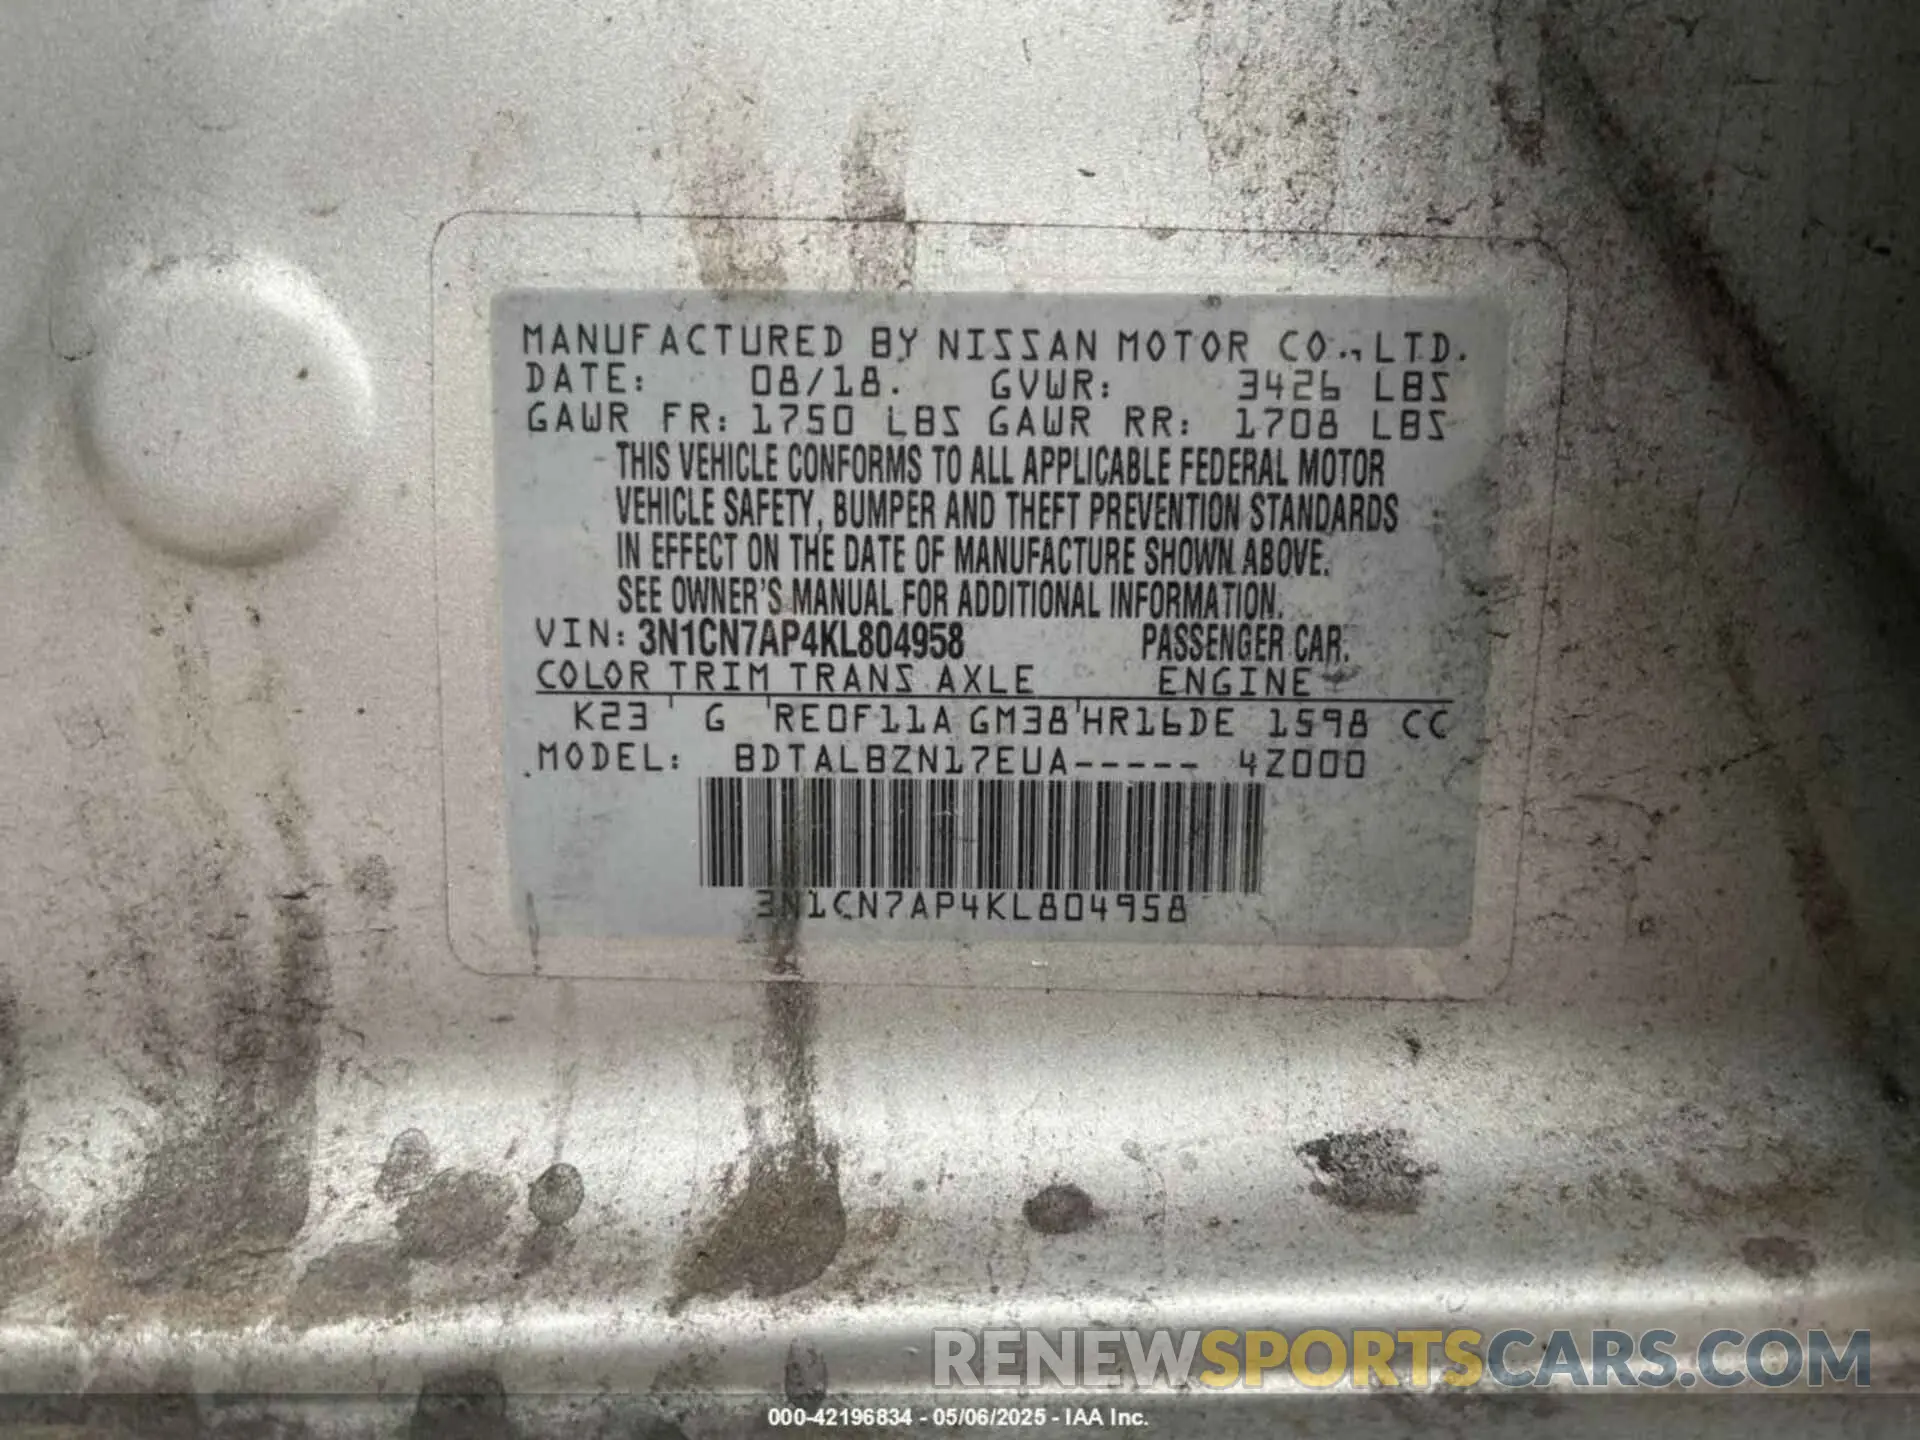 MANUFACTURED BY NISSAN MOTOR CO., LTD.
DATE: 08/18. GVWR: 3426 LBS
GAWR FR: 1750 LBS GAWR RR: 1708 LBS
THIS VEHICLE CONFORMS TO ALL APPLICABLE FEDERAL MOTOR
VEHICLE SAFETY, BUMPER AND THEFT PREVENTION STANDARDS
IN EFFECT ON THE DATE OF MANUFACTURE SHOWN ABOVE.
SEE OWNER'S MANUAL FOR ADDITIONAL INFORMATION.
VIN: 3N1CN7AP4KL804958 PASSENGER CAR.
COLOR TRIM TRANS AXLE ENGINE
K23 G RE0F11A GM38 HR16DE 1598 CC
MODEL: BDTALBZN17EUA----- 4Z000
3N1CN7AP4KL804958
RENEWSPORTSCARS.COM
000-42196834 - 05/06/2025 - IAA Inc.